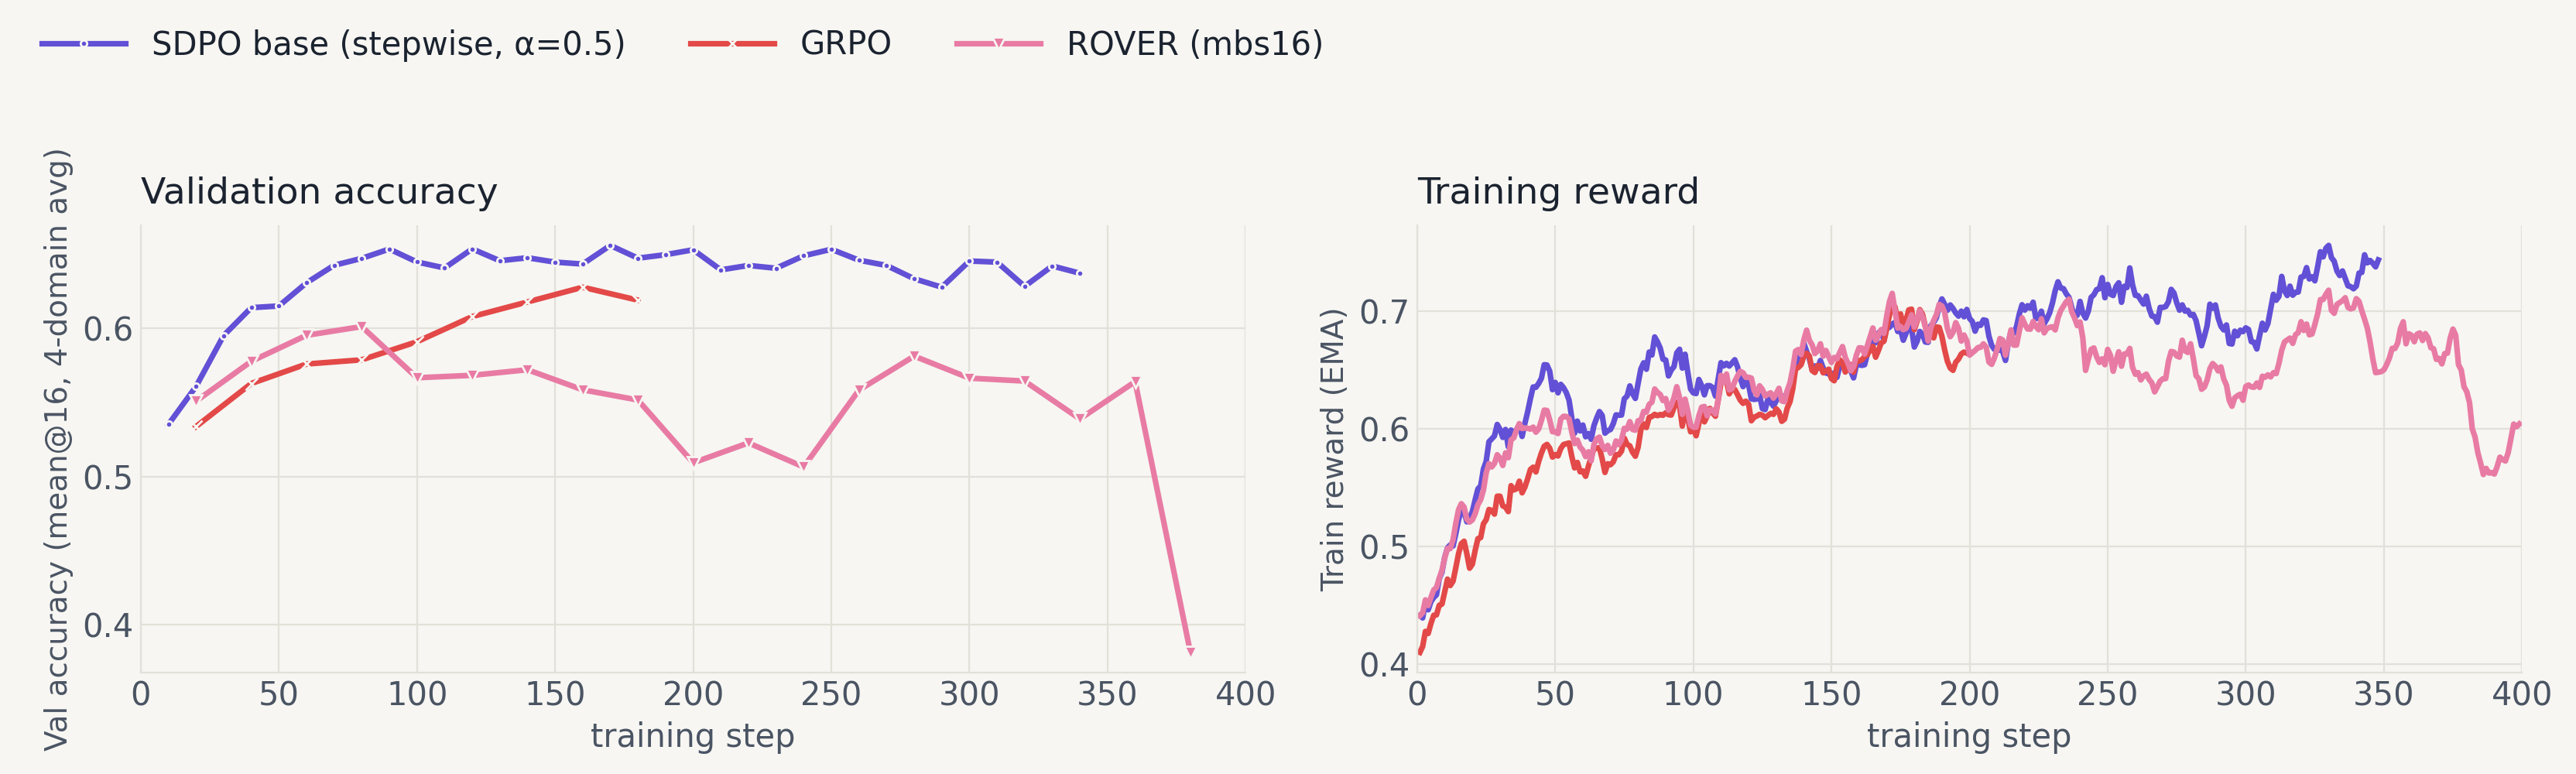 SDPO base (stepwise, α=0.5) GRPO ROVER (mbs16)
Validation accuracy
Val accuracy (mean@16, 4-domain avg)
0.6
0.5
0.4
0 50 100 150 200 250 300 350 400
training step
Training reward
Train reward (EMA)
0.7
0.6
0.5
0.4
0 50 100 150 200 250 300 350 400
training step